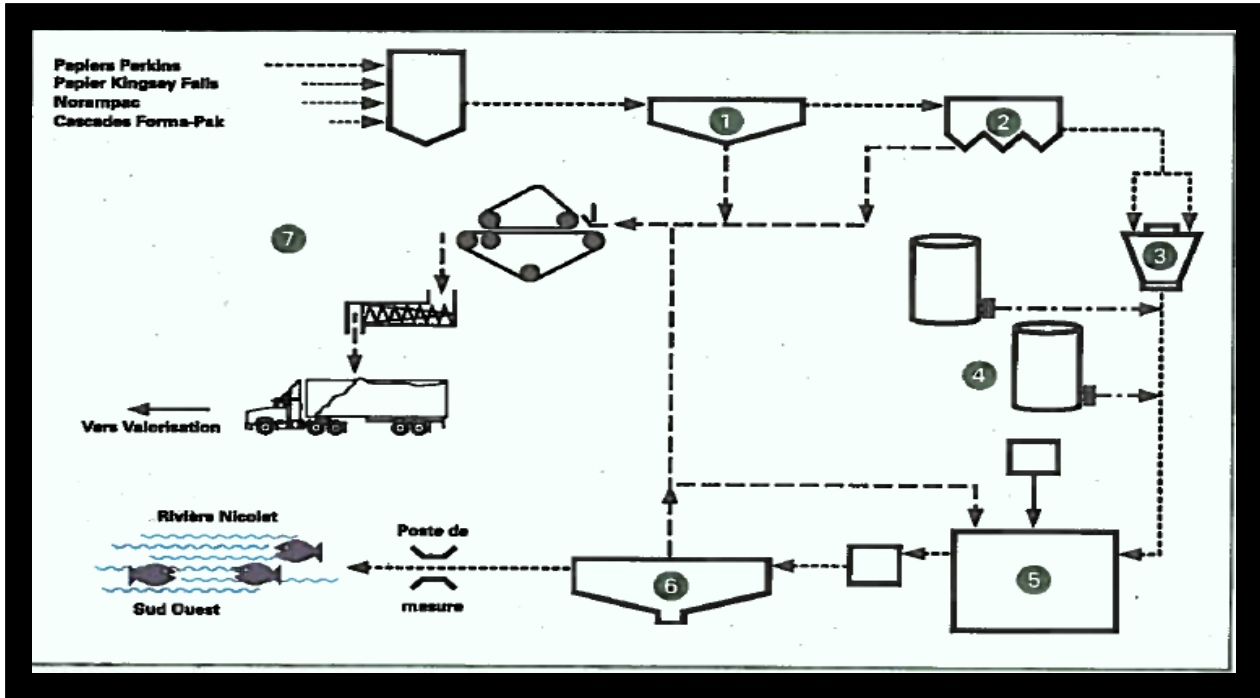 Papiers Perkins
Papier Kingsey Falls
Norampac
Cascades Forma-Pak
1
2
3
7
4
Vers Valorisation
Rivière Nicolet
Poste de
5
6
Sud Ouest
mesure